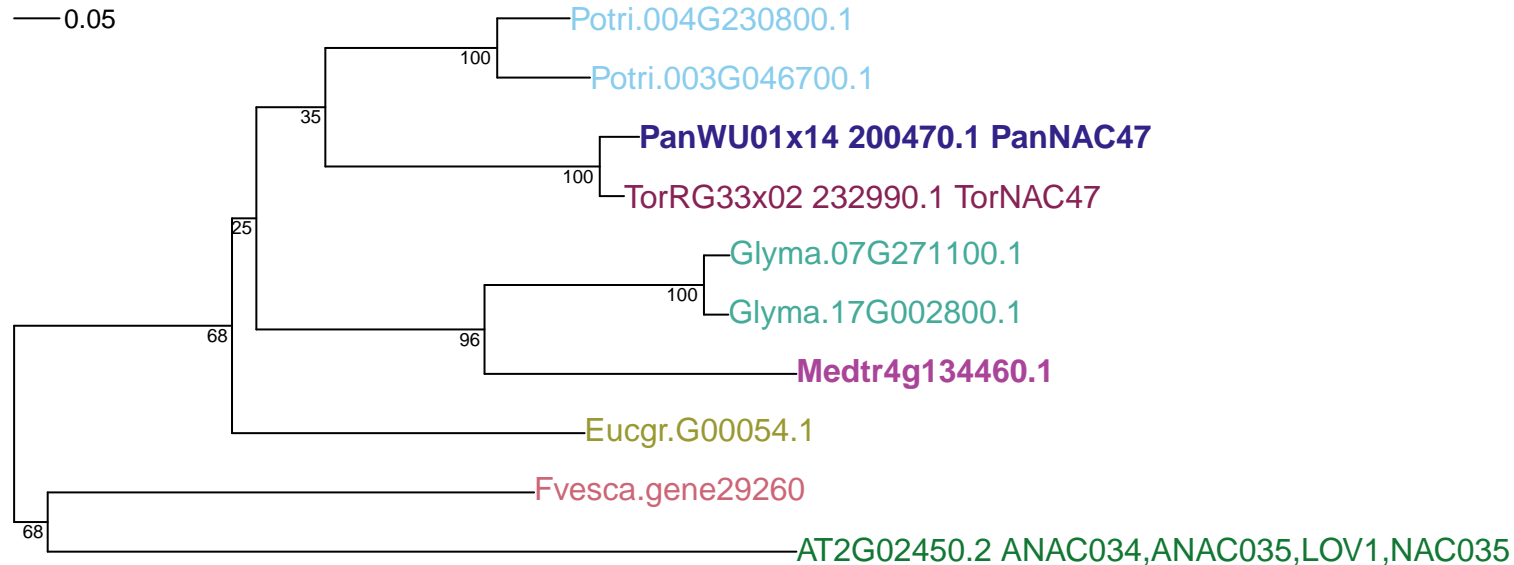 0.05
Potri.004G230800.1
100
Potri.003G046700.1
35
PanWU01x14 200470.1 PanNAC47
100
TorRG33x02 232990.1 TorNAC47
25
Glyma.07G271100.1
100
Glyma.17G002800.1
68
96
Medtr4g134460.1
Eucgr.G00054.1
Fvesca.gene29260
68
AT2G02450.2 ANAC034,ANAC035,LOV1,NAC035